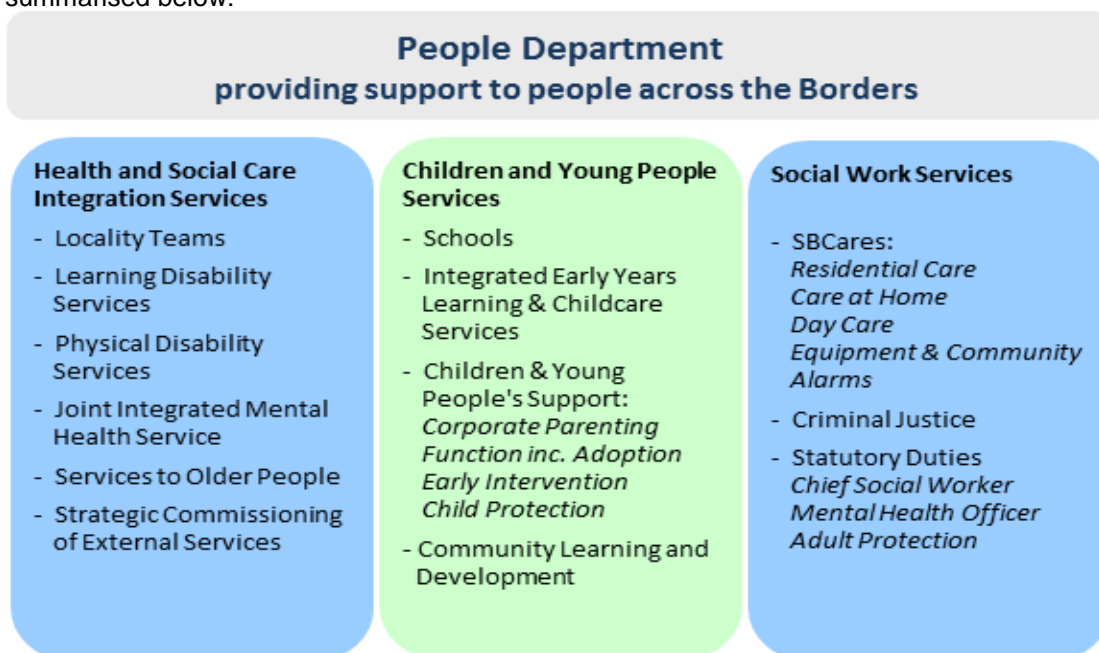 summarised below.
People Department
providing support to people across the Borders
Health and Social Care
Integration Services
- Locality Teams
- Learning Disability
Services
- Physical Disability
Services
- Joint Integrated Mental
Health Service
- Services to Older People
- Strategic Commissioning
of External Services
Children and Young People
Services
- Schools
- Integrated Early Years
Learning & Childcare
Services
- Children & Young
People's Support:
Corporate Parenting
Function inc. Adoption
Early Intervention
Child Protection
- Community Learning and
Development
Social Work Services
- SBCares:
Residential Care
Care at Home
Day Care
Equipment & Community
Alarms
- Criminal Justice
- Statutory Duties
Chief Social Worker
Mental Health Officer
Adult Protection